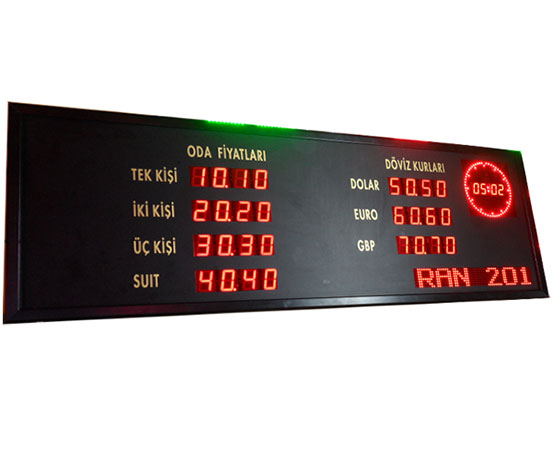 ODA FİYATLARI
TEK KİŞİ 10.10
İKİ KİŞİ 20.20
ÜÇ KİŞİ 30.30
SUIT 40.40
DÖVİZ KURLARI
DOLAR 50.50
EURO 60.60
GBP 70.70
05:02
RAN 201